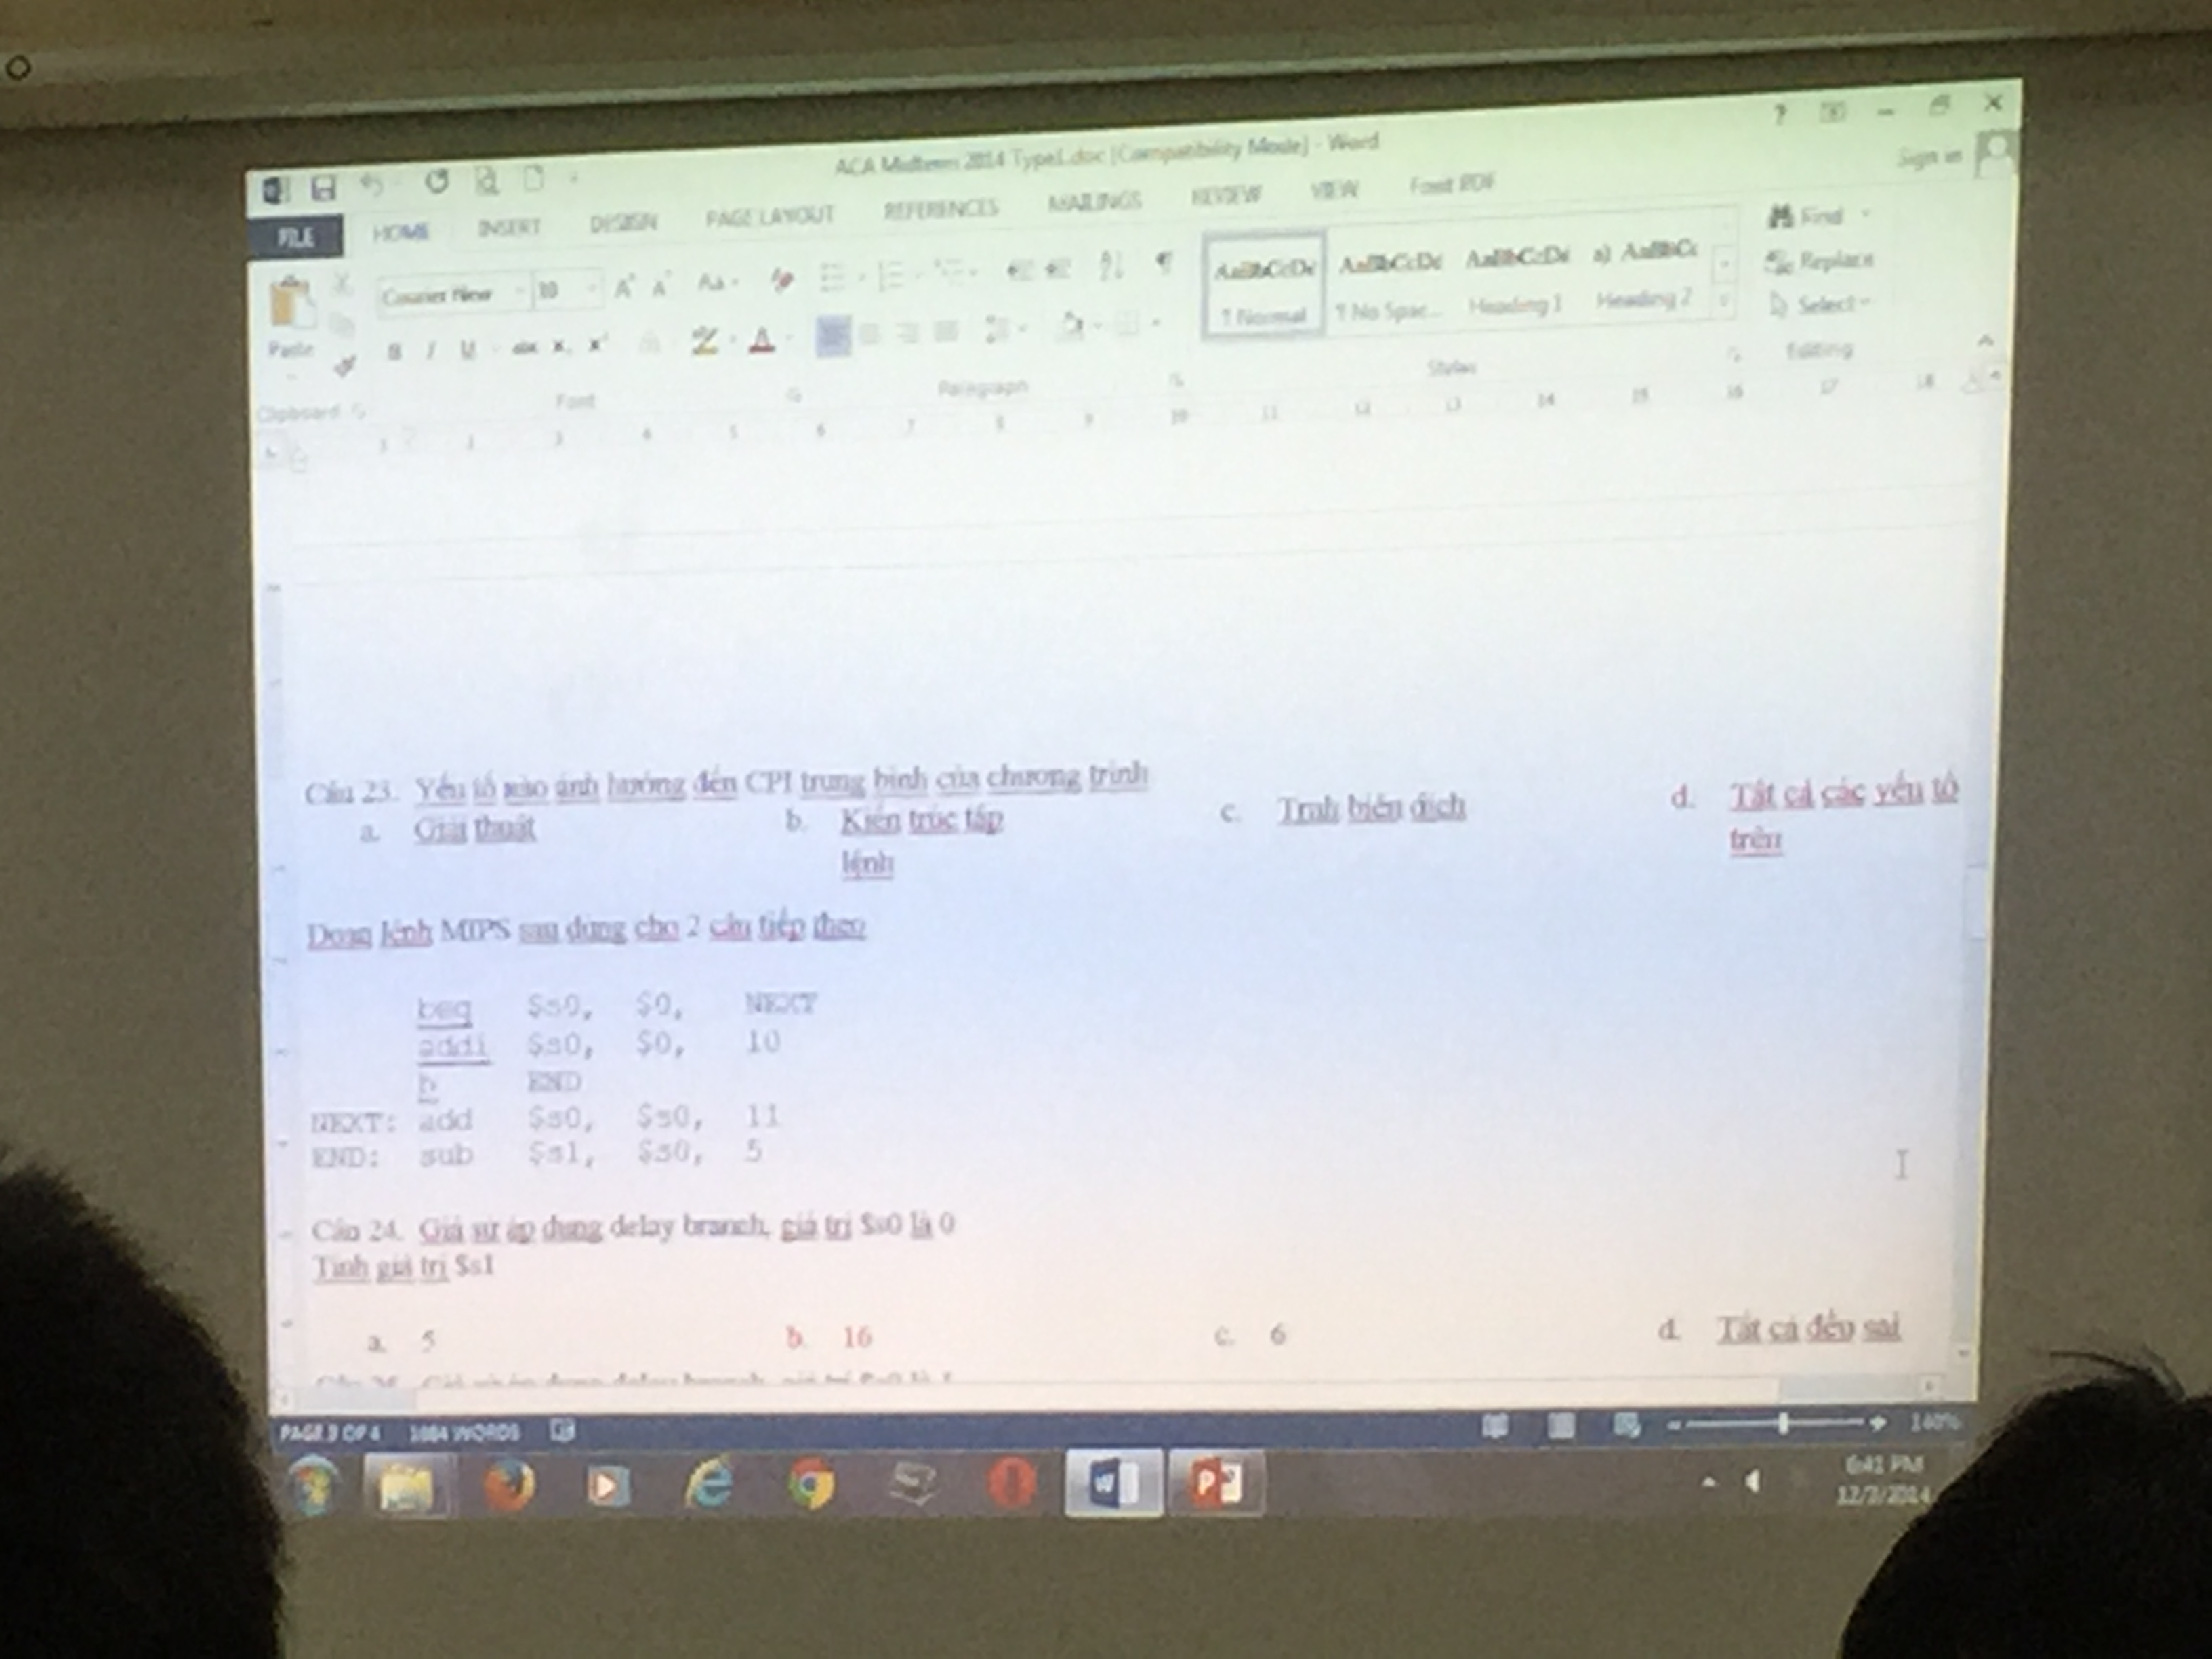 ACA Midterm 2014 Type1.doc [Compatibility Mode] - Word
Sign in
FILE HOME INSERT DESIGN PAGE LAYOUT REFERENCES MAILINGS REVIEW VIEW Foxit PDF
Courier New 10
AaBbCcDc AaBbCcDc AaBbCcDc a) AaBbCc
¶ Normal ¶ No Spac... Heading 1 Heading 2
Find
Replace
Select
Paste
B I U abc
Clipboard Font Paragraph Styles Editing
Câu 23. Yếu tố nào ảnh hưởng đến CPI trung bình của chương trình
a. Giải thuật b. Kiến trúc tập lệnh c. Trình biên dịch d. Tất cả các yếu tố trên
Đoạn lệnh MIPS sau dùng cho 2 câu tiếp theo
beq $s0, $0, NEXT
addi $s0, $0, 10
b END
NEXT: add $s0, $s0, 11
END: sub $s1, $s0, 5
Câu 24. Giả sử áp dụng delay branch, giá trị $s0 là 0
Tính giá trị $s1
a. 5 b. 16 c. 6 d. Tất cả đều sai
PAGE 3 OF 4 1084 WORDS 140%
6:41 PM
12/2/2014